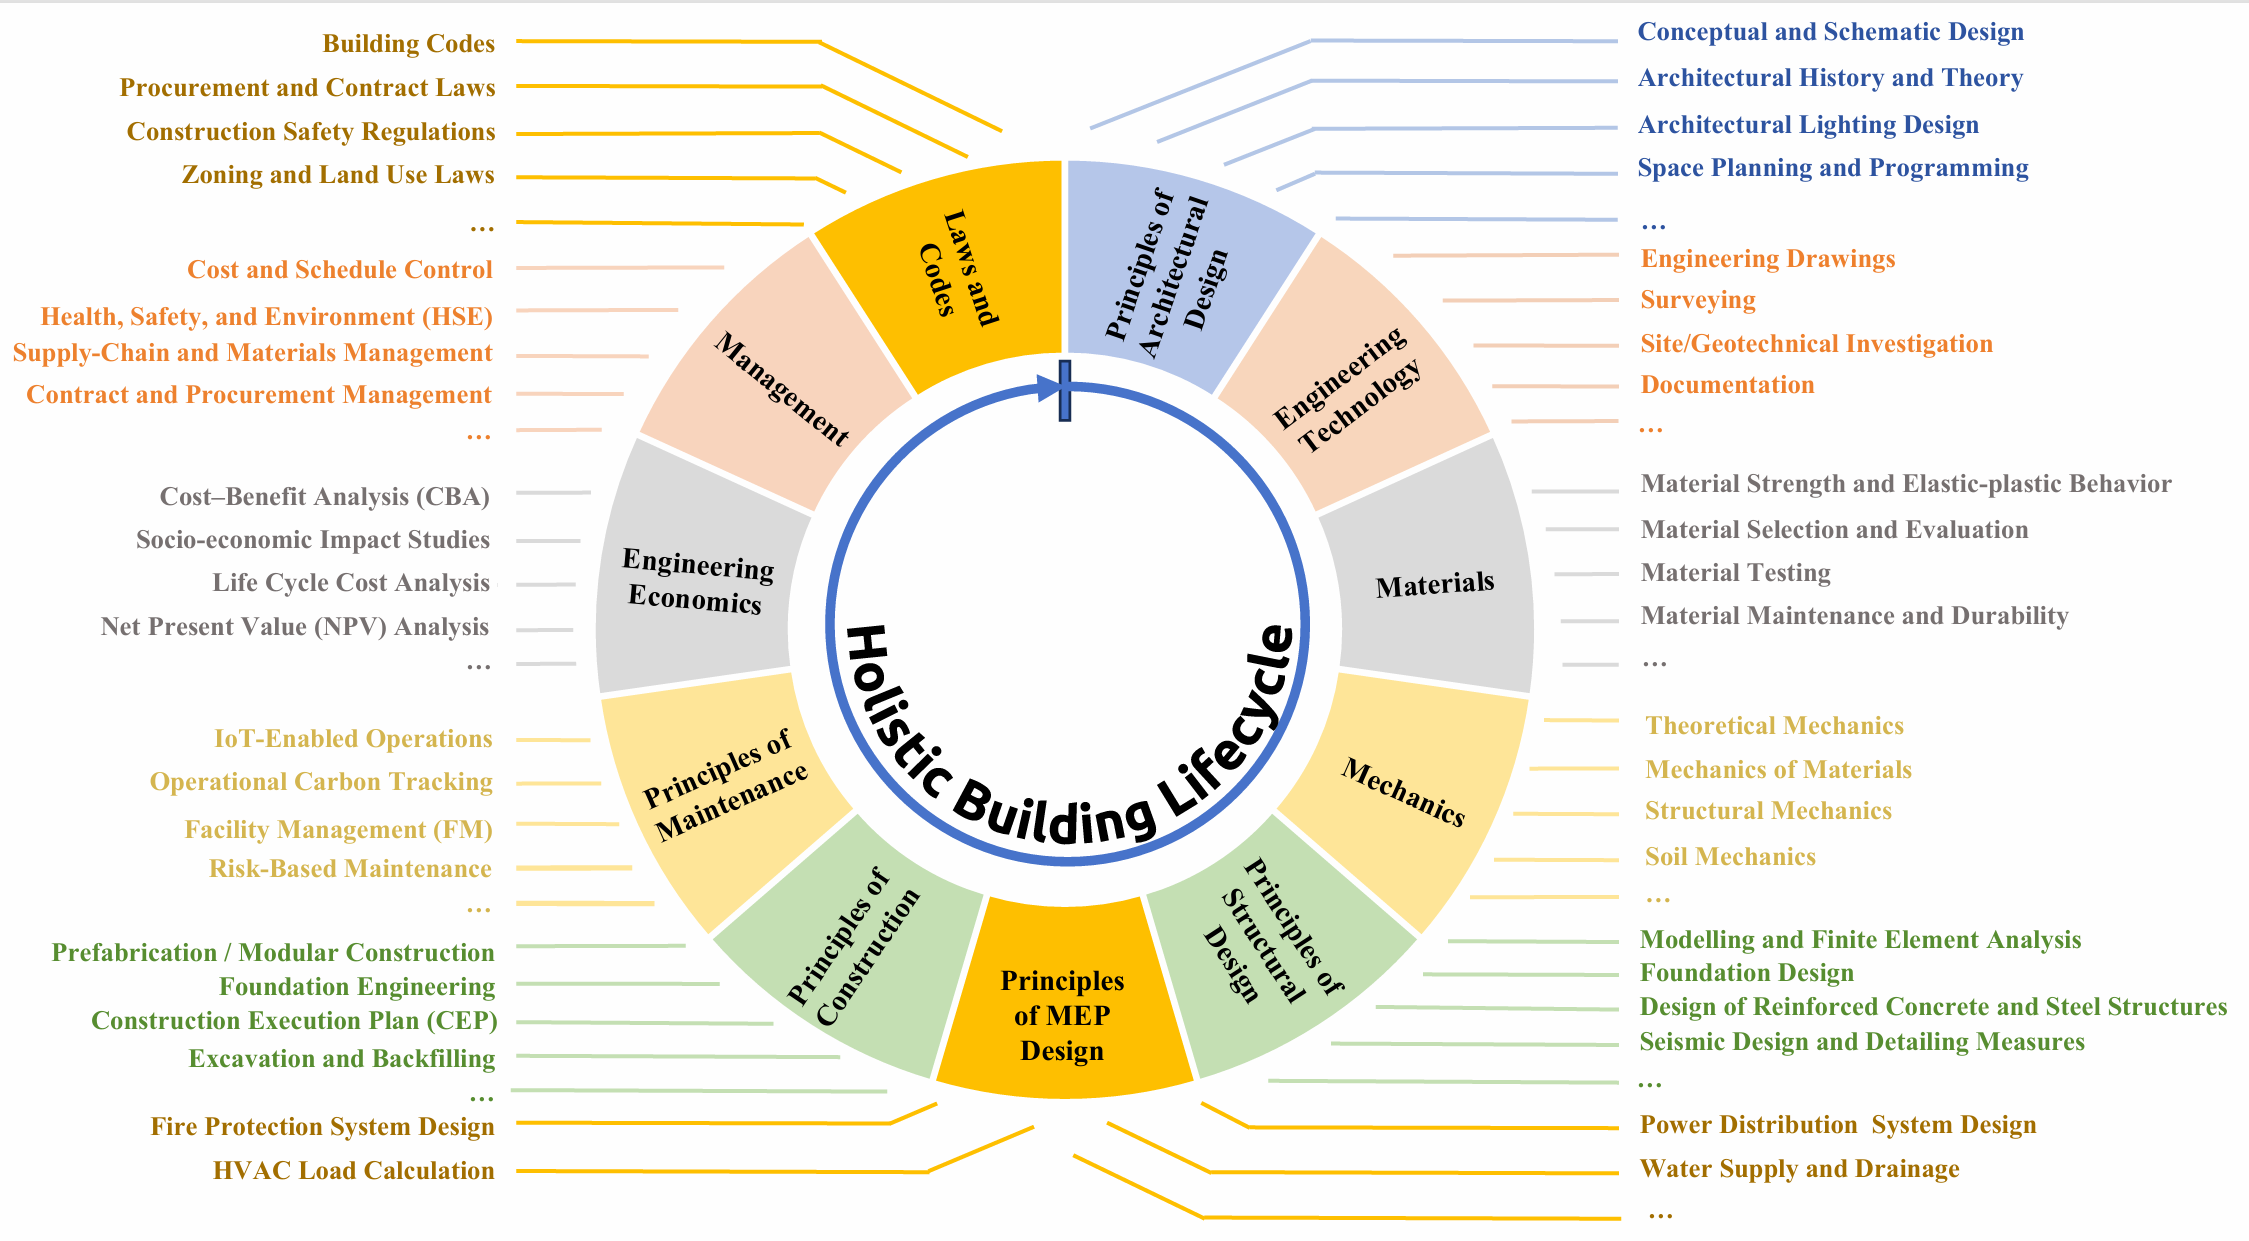 Building Codes
Procurement and Contract Laws
Construction Safety Regulations
Zoning and Land Use Laws
...
Cost and Schedule Control
Health, Safety, and Environment (HSE)
Supply-Chain and Materials Management
Contract and Procurement Management
...
Cost–Benefit Analysis (CBA)
Socio-economic Impact Studies
Life Cycle Cost Analysis
Net Present Value (NPV) Analysis
...
IoT-Enabled Operations
Operational Carbon Tracking
Facility Management (FM)
Risk-Based Maintenance
...
Prefabrication / Modular Construction
Foundation Engineering
Construction Execution Plan (CEP)
Excavation and Backfilling
...
Fire Protection System Design
HVAC Load Calculation
Laws and
Codes
Principles of
Architectural
Design
Management
Engineering
Technology
Engineering
Economics
Materials
Principles of
Maintenance
Mechanics
Principles of
Construction
Principles
of MEP
Design
Principles of
Structural
Design
Holistic Building Lifecycle
Conceptual and Schematic Design
Architectural History and Theory
Architectural Lighting Design
Space Planning and Programming
...
Engineering Drawings
Surveying
Site/Geotechnical Investigation
Documentation
...
Material Strength and Elastic-plastic Behavior
Material Selection and Evaluation
Material Testing
Material Maintenance and Durability
...
Theoretical Mechanics
Mechanics of Materials
Structural Mechanics
Soil Mechanics
...
Modelling and Finite Element Analysis
Foundation Design
Design of Reinforced Concrete and Steel Structures
Seismic Design and Detailing Measures
...
Power Distribution System Design
Water Supply and Drainage
...